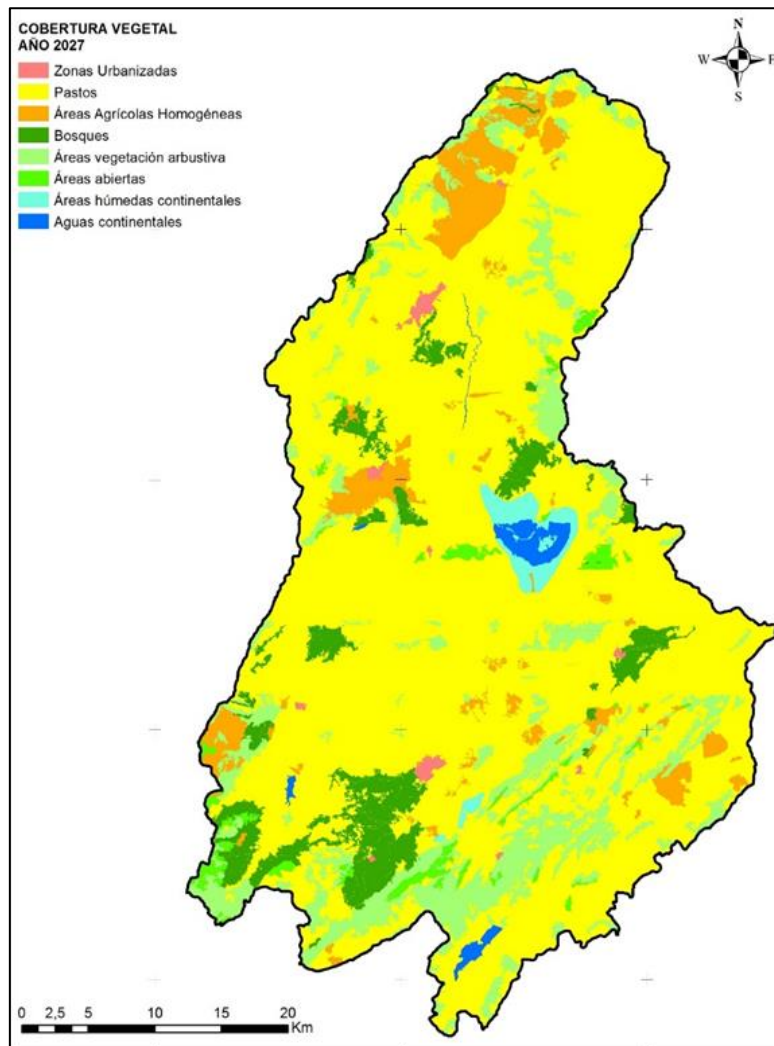 COBERTURA VEGETAL
AÑO 2027
Zonas Urbanizadas
Pastos
Áreas Agrícolas Homogéneas
Bosques
Áreas vegetación arbustiva
Áreas abiertas
Áreas húmedas continentales
Aguas continentales
N
W E
S
0 2,5 5 10 15 20
Km